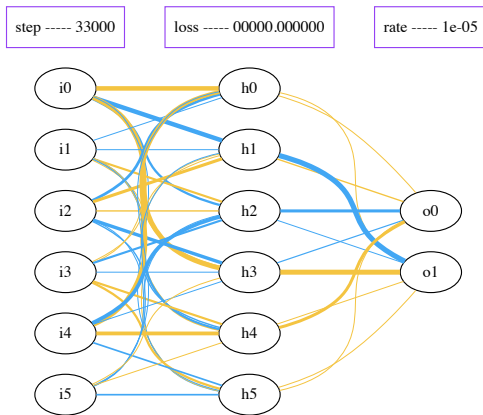 step ----- 33000
loss ----- 00000.000000
rate ----- 1e-05
i0
h0
i1
h1
i2
h2
o0
i3
h3
o1
i4
h4
i5
h5